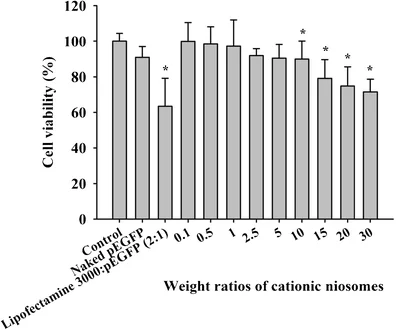 120
100
80
60
40
20
0
Cell viability (%)
* * * * *
Control
Naked pEGFP
Lipofectamine 3000:pEGFP (2:1)
0.1
0.5
1
2.5
5
10
15
20
30
Weight ratios of cationic niosomes